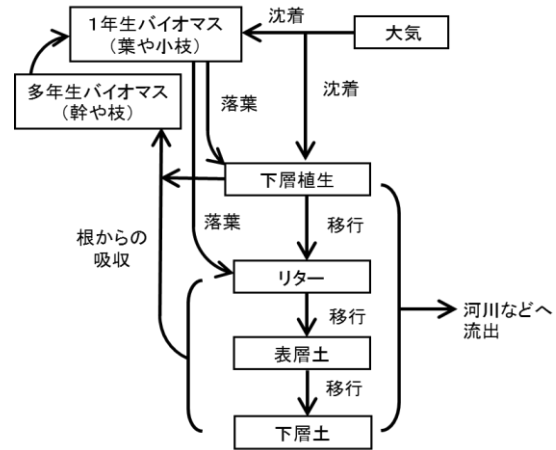 1年生バイオマス
(葉や小枝)
沈着
大気
多年生バイオマス
(幹や枝)
落葉
沈着
下層植生
根からの
吸収
落葉
移行
リター
移行
河川などへ
流出
表層土
移行
下層土